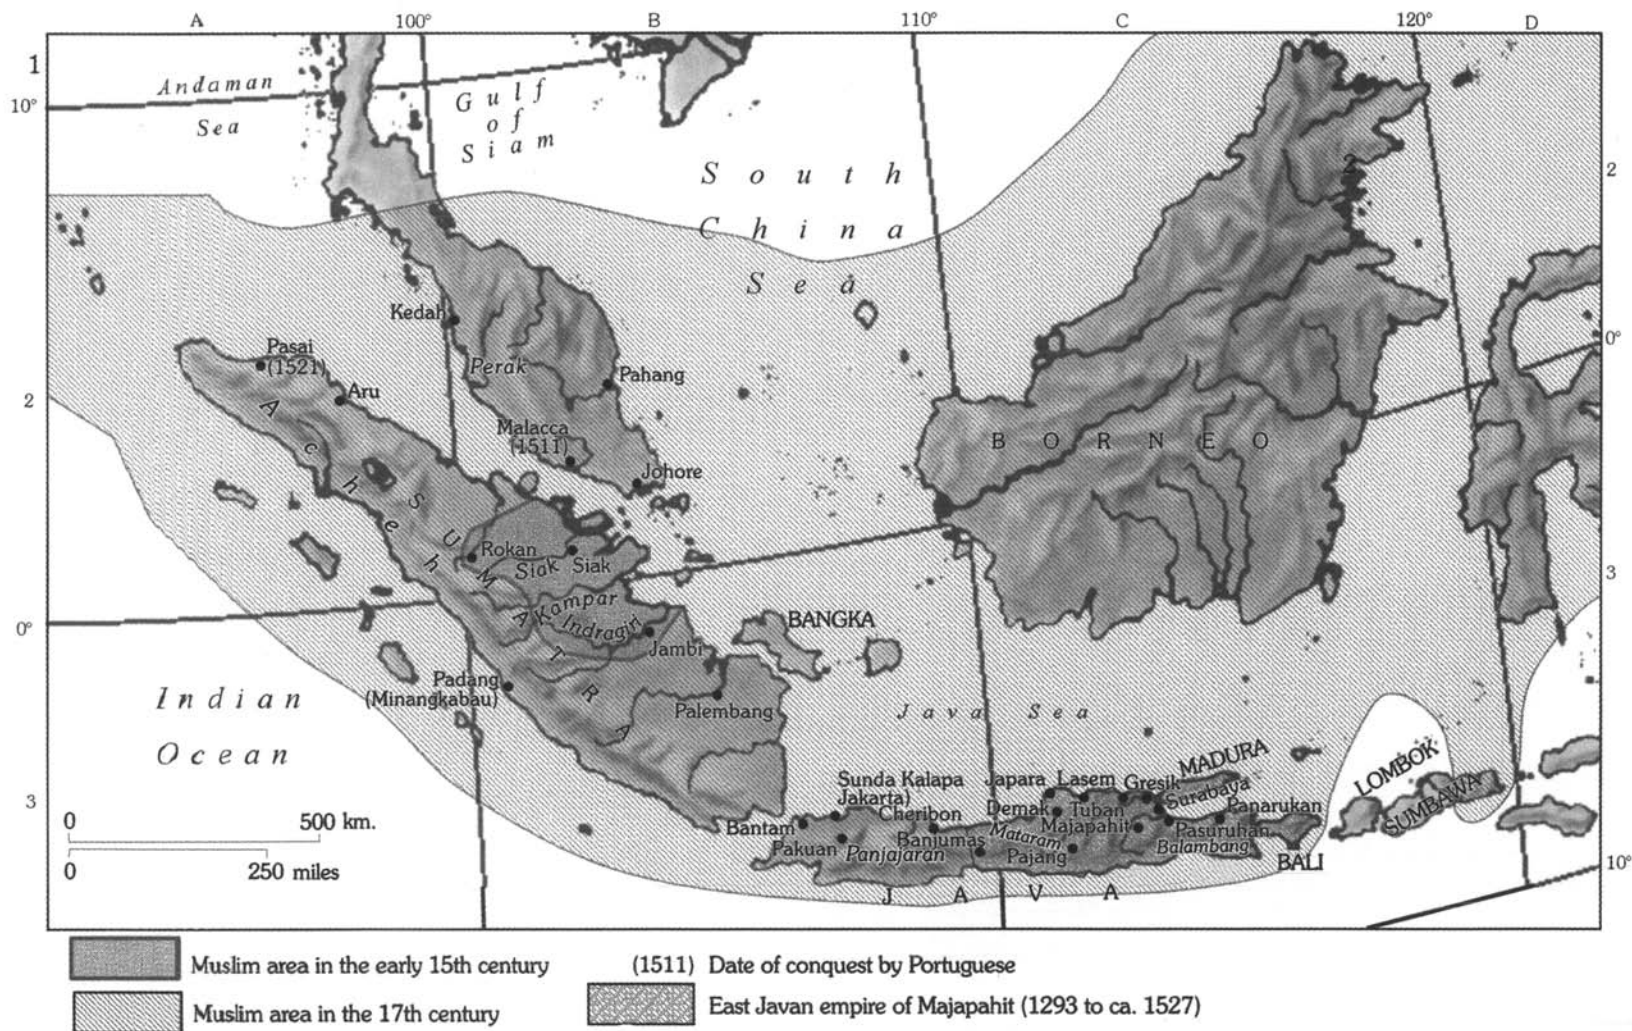 A 100° B 110° C 120° D
1
10°
Andaman
Sea
Gulf
of
Siam
South
China
Sea
2
2
Kedah
Perak
Pahang
0°
Pasai
(1521)
Aru
2
Malacca
(1511)
Johore
BORNEO
Acheh
SUMATRA
Rokan
Siak
Siak
3
Kampar
Indragiri
Jambi
BANGKA
0°
Padang
(Minangkabau)
Palembang
Indian
Ocean
Java Sea
3
Sunda Kalapa
Jakarta)
Cheribon
Japara
Lasem
Gresik
MADURA
Surabaya
LOMBOK
SUMBAWA
Bantam
Demak
Tuban
Panarukan
Majapahit
Pasuruhan
Pakuan
Panjajaran
Banjumas
Mataram
Pajang
Balambang
BALI
10°
JAVA
0 500 km.
0 250 miles
Muslim area in the early 15th century
(1511) Date of conquest by Portuguese
Muslim area in the 17th century
East Javan empire of Majapahit (1293 to ca. 1527)